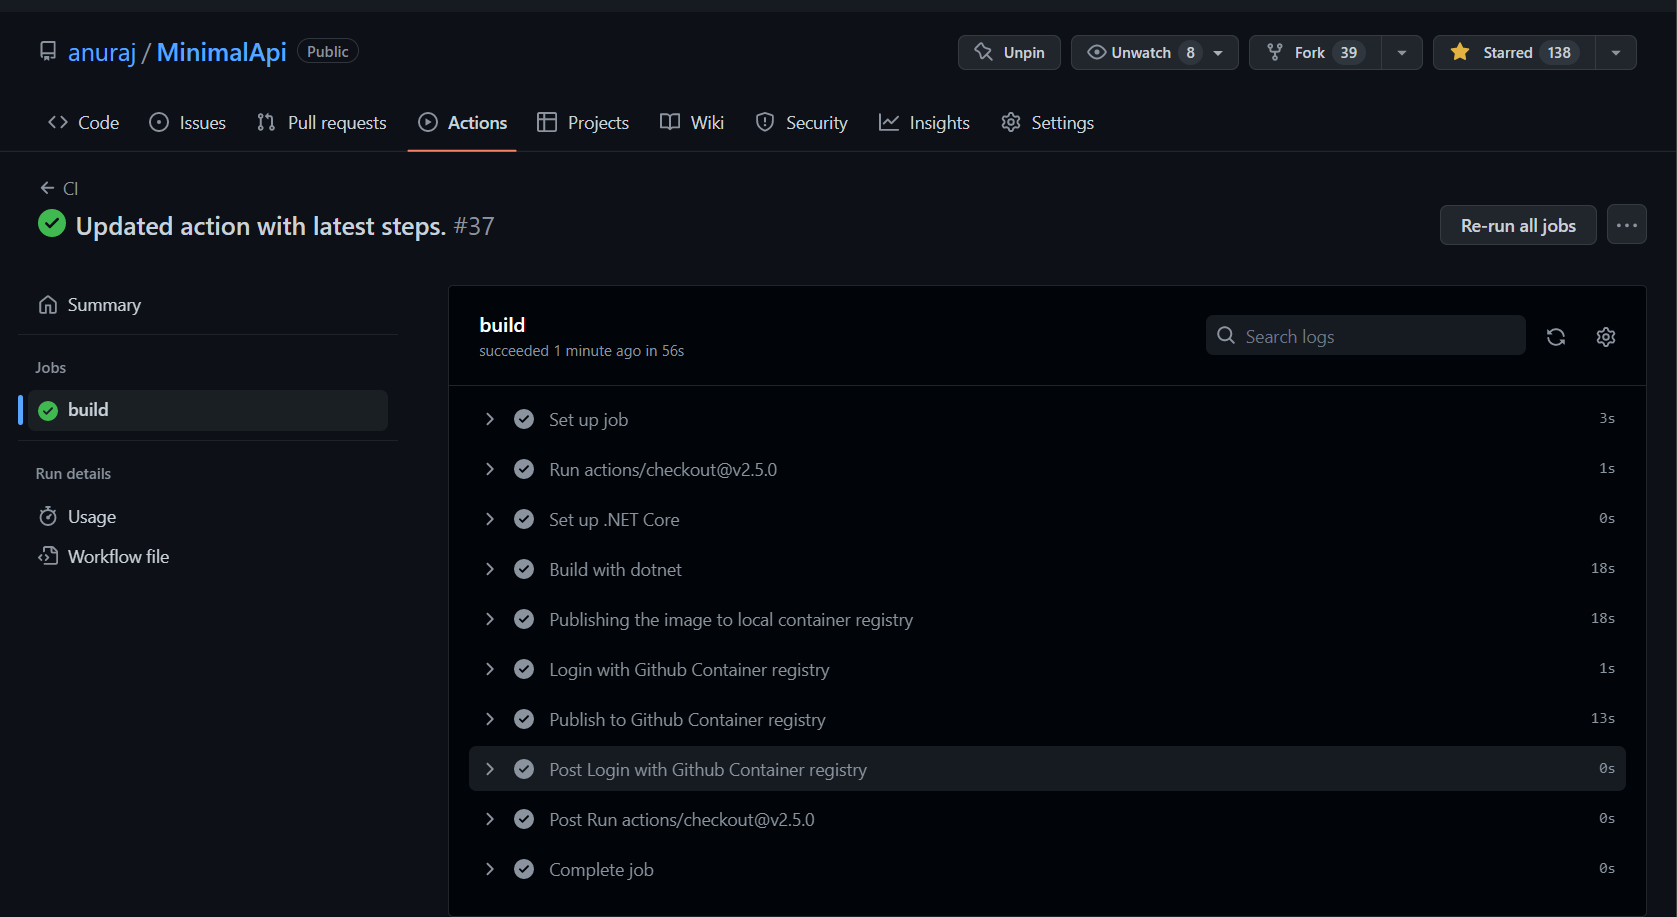 anuraj / MinimalApi Public
Unpin Unwatch 8 Fork 39 Starred 138
Code Issues Pull requests Actions Projects Wiki Security Insights Settings
CI
Updated action with latest steps. #37
Re-run all jobs
Summary
Jobs
build
Run details
Usage
Workflow file
build
succeeded 1 minute ago in 56s
Search logs
Set up job 3s
Run actions/checkout@v2.5.0 1s
Set up .NET Core 0s
Build with dotnet 18s
Publishing the image to local container registry 18s
Login with Github Container registry 1s
Publish to Github Container registry 13s
Post Login with Github Container registry 0s
Post Run actions/checkout@v2.5.0 0s
Complete job 0s